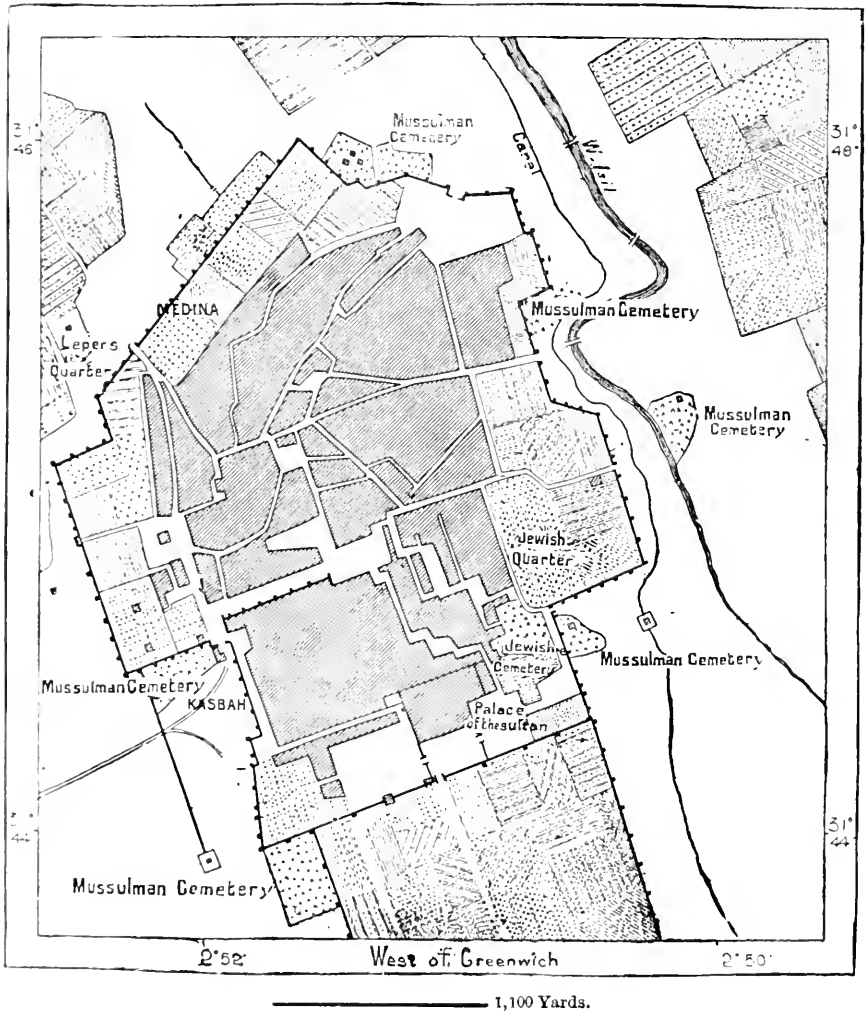 Mussulman
Cemetery
31°
46'
31°
46'
Canal
MEDINA
Mussulman Cemetery
Lepers
Quarter
Mussulman
Cemetery
Jewish
QUARTER
Jewish
Cemetery
Mussulman Cemetery
Mussulman Cemetery
KASBAH
Palace
of the sultan
44
31°
44
Mussulman Cemetery
2°52'
West of Greenwich
2°50'
1,100 Yards.